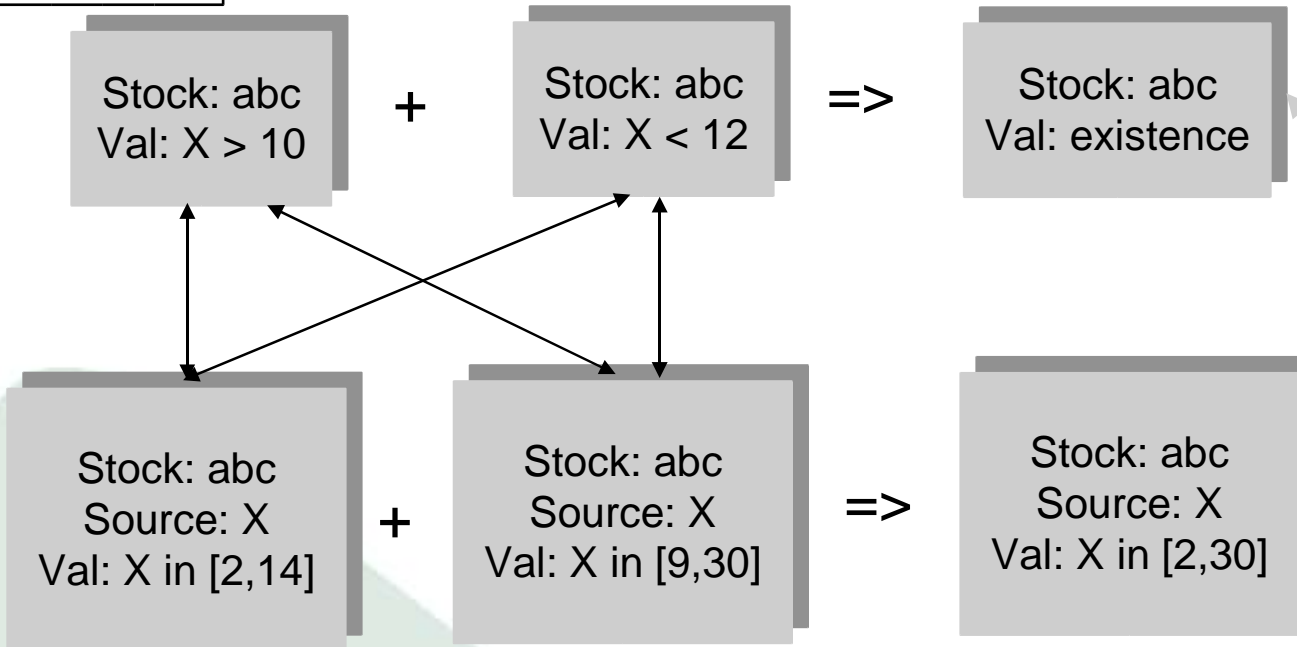 Stock: abc
Val: X > 10
+
Stock: abc
Val: X < 12
=>
Stock: abc
Val: existence
Stock: abc
Source: X
Val: X in [2,14]
+
Stock: abc
Source: X
Val: X in [9,30]
=>
Stock: abc
Source: X
Val: X in [2,30]